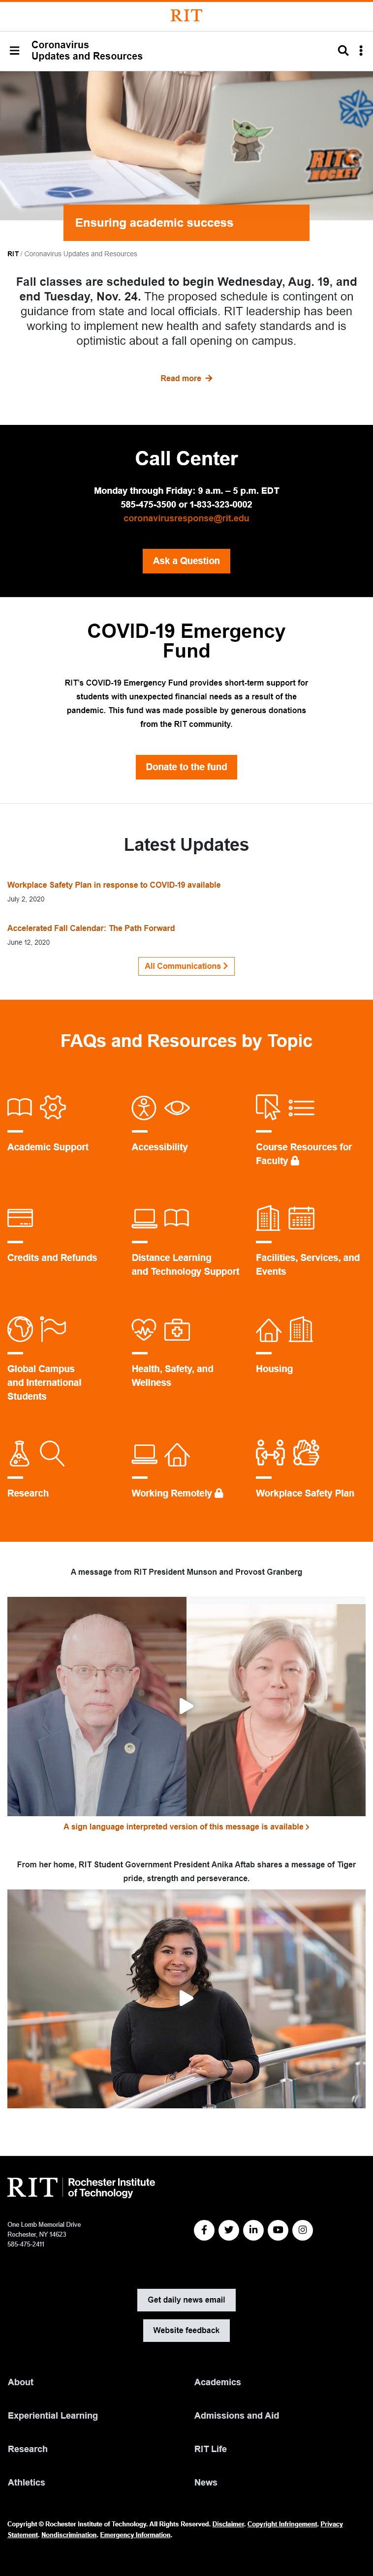 RIT
Coronavirus
Updates and Resources
RIT
HOCKEY
Ensuring academic success
RIT / Coronavirus Updates and Resources
Fall classes are scheduled to begin Wednesday, Aug. 19, and
end Tuesday, Nov. 24. The proposed schedule is contingent on
guidance from state and local officials. RIT leadership has been
working to implement new health and safety standards and is
optimistic about a fall opening on campus.
Read more
Call Center
Monday through Friday: 9 a.m. – 5 p.m. EDT
585-475-3500 or 1-833-323-0002
coronavirusresponse@rit.edu
Ask a Question
COVID-19 Emergency
Fund
RIT's COVID-19 Emergency Fund provides short-term support for
students with unexpected financial needs as a result of the
pandemic. This fund was made possible by generous donations
from the RIT community.
Donate to the fund
Latest Updates
Workplace Safety Plan in response to COVID-19 available
July 2, 2020
Accelerated Fall Calendar: The Path Forward
June 12, 2020
All Communications
FAQs and Resources by Topic
Academic Support
Accessibility
Course Resources for
Faculty
Credits and Refunds
Distance Learning
and Technology Support
Facilities, Services, and
Events
Global Campus
and International
Students
Health, Safety, and
Wellness
Housing
Research
Working Remotely
Workplace Safety Plan
A message from RIT President Munson and Provost Granberg
A sign language interpreted version of this message is available
From her home, RIT Student Government President Anika Aftab shares a message of Tiger
pride, strength and perseverance.
RIT Rochester Institute
of Technology
One Lomb Memorial Drive
Rochester, NY 14623
585-475-2411
Get daily news email
Website feedback
About
Academics
Experiential Learning
Admissions and Aid
Research
RIT Life
Athletics
News
Copyright © Rochester Institute of Technology. All Rights Reserved. Disclaimer. Copyright Infringement. Privacy
Statement. Nondiscrimination. Emergency Information.